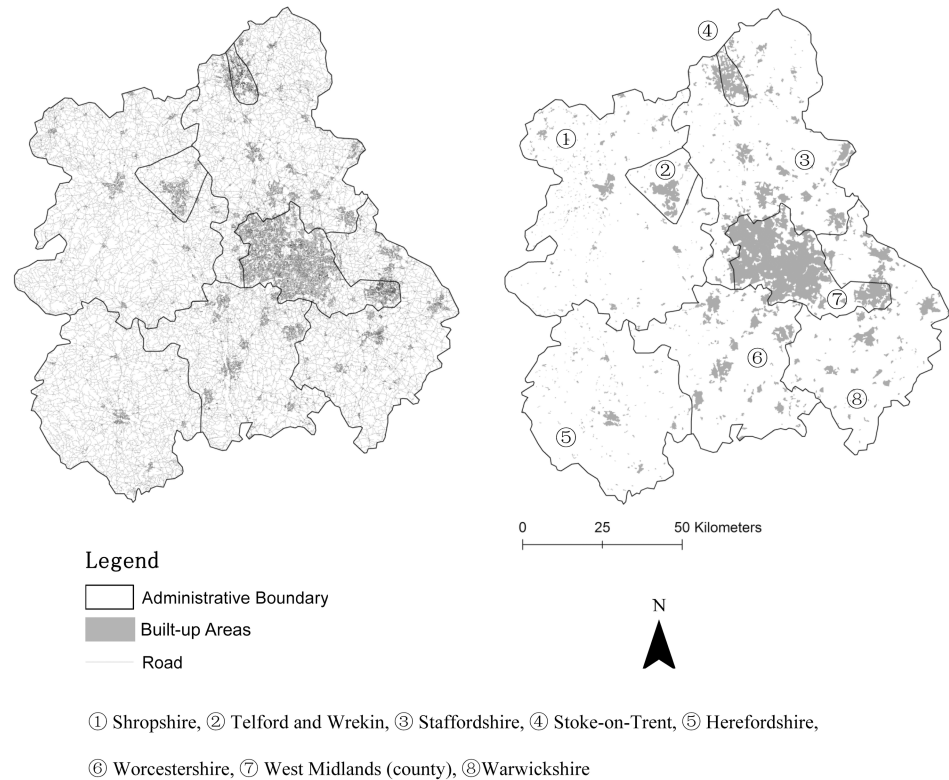 ④
①
②
③
⑦
⑥
⑧
⑤
0 25 50 Kilometers
Legend
Administrative Boundary
Built-up Areas
Road
N
① Shropshire, ② Telford and Wrekin, ③ Staffordshire, ④ Stoke-on-Trent, ⑤ Herefordshire,
⑥ Worcestershire, ⑦ West Midlands (county), ⑧Warwickshire